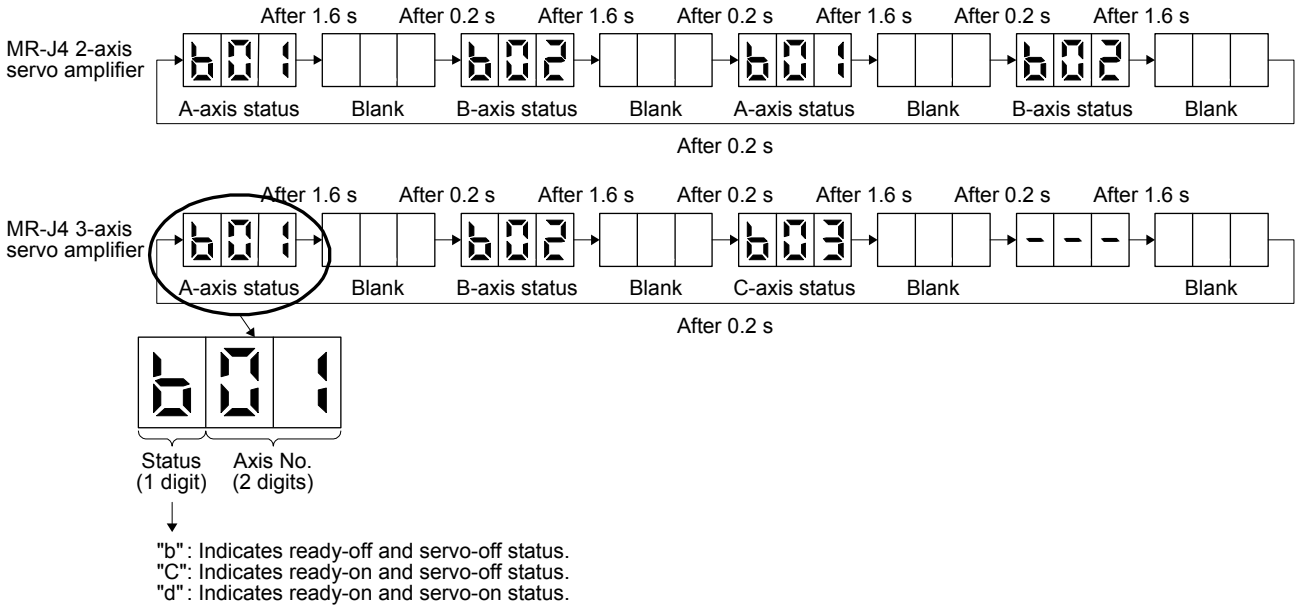 After 1.6 s After 0.2 s After 1.6 s After 0.2 s After 1.6 s After 0.2 s After 1.6 s
MR-J4 2-axis
servo amplifier
b01 b02 b01 b02
A-axis status Blank B-axis status Blank A-axis status Blank B-axis status Blank
After 0.2 s
After 1.6 s After 0.2 s After 1.6 s After 0.2 s After 1.6 s After 0.2 s After 1.6 s
MR-J4 3-axis
servo amplifier
b01 b02 b03 - - -
A-axis status Blank B-axis status Blank C-axis status Blank Blank
After 0.2 s
b01
Status Axis No.
(1 digit) (2 digits)
"b" : Indicates ready-off and servo-off status.
"C": Indicates ready-on and servo-off status.
"d" : Indicates ready-on and servo-on status.